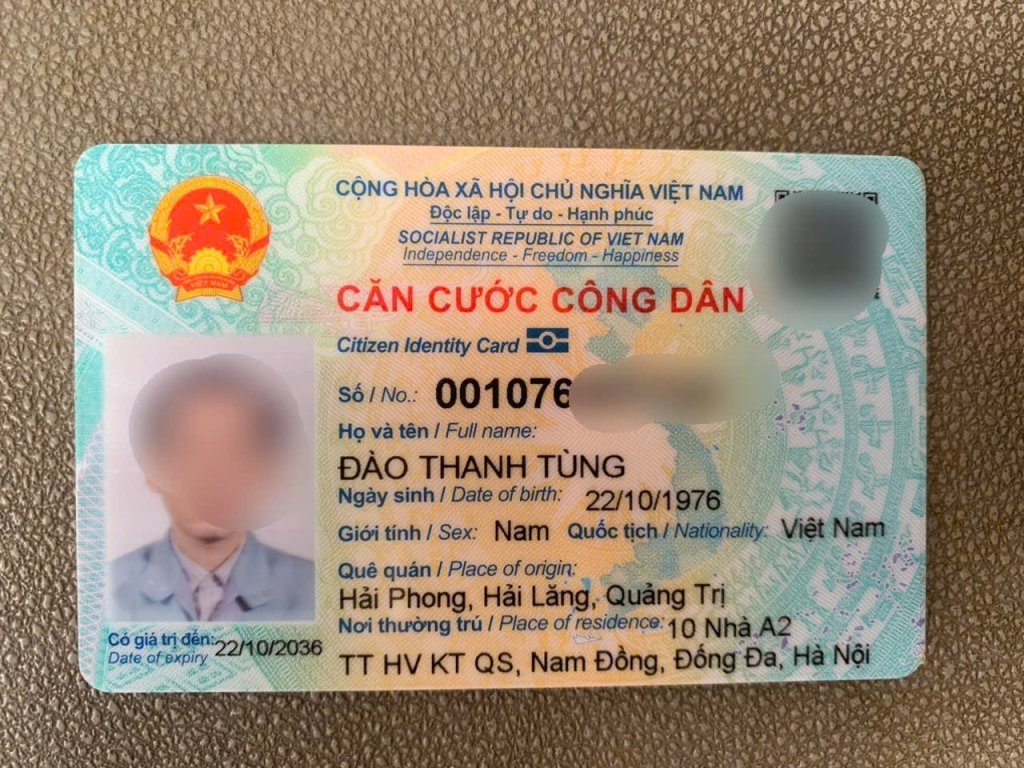 CỘNG HÒA XÃ HỘI CHỦ NGHĨA VIỆT NAM
Độc lập - Tự do - Hạnh phúc
SOCIALIST REPUBLIC OF VIET NAM
Independence - Freedom - Happiness
VIỆT NAM
CĂN CƯỚC CÔNG DÂN
Citizen Identity Card
Số / No.: 001076
Họ và tên / Full name:
ĐÀO THANH TÙNG
Ngày sinh / Date of birth: 22/10/1976
Giới tính / Sex: Nam Quốc tịch / Nationality: Việt Nam
Quê quán / Place of origin:
Hải Phong, Hải Lăng, Quảng Trị
Nơi thường trú / Place of residence: 10 Nhà A2
TT HV KT QS, Nam Đồng, Đống Đa, Hà Nội
Có giá trị đến: 22/10/2036
Date of expiry